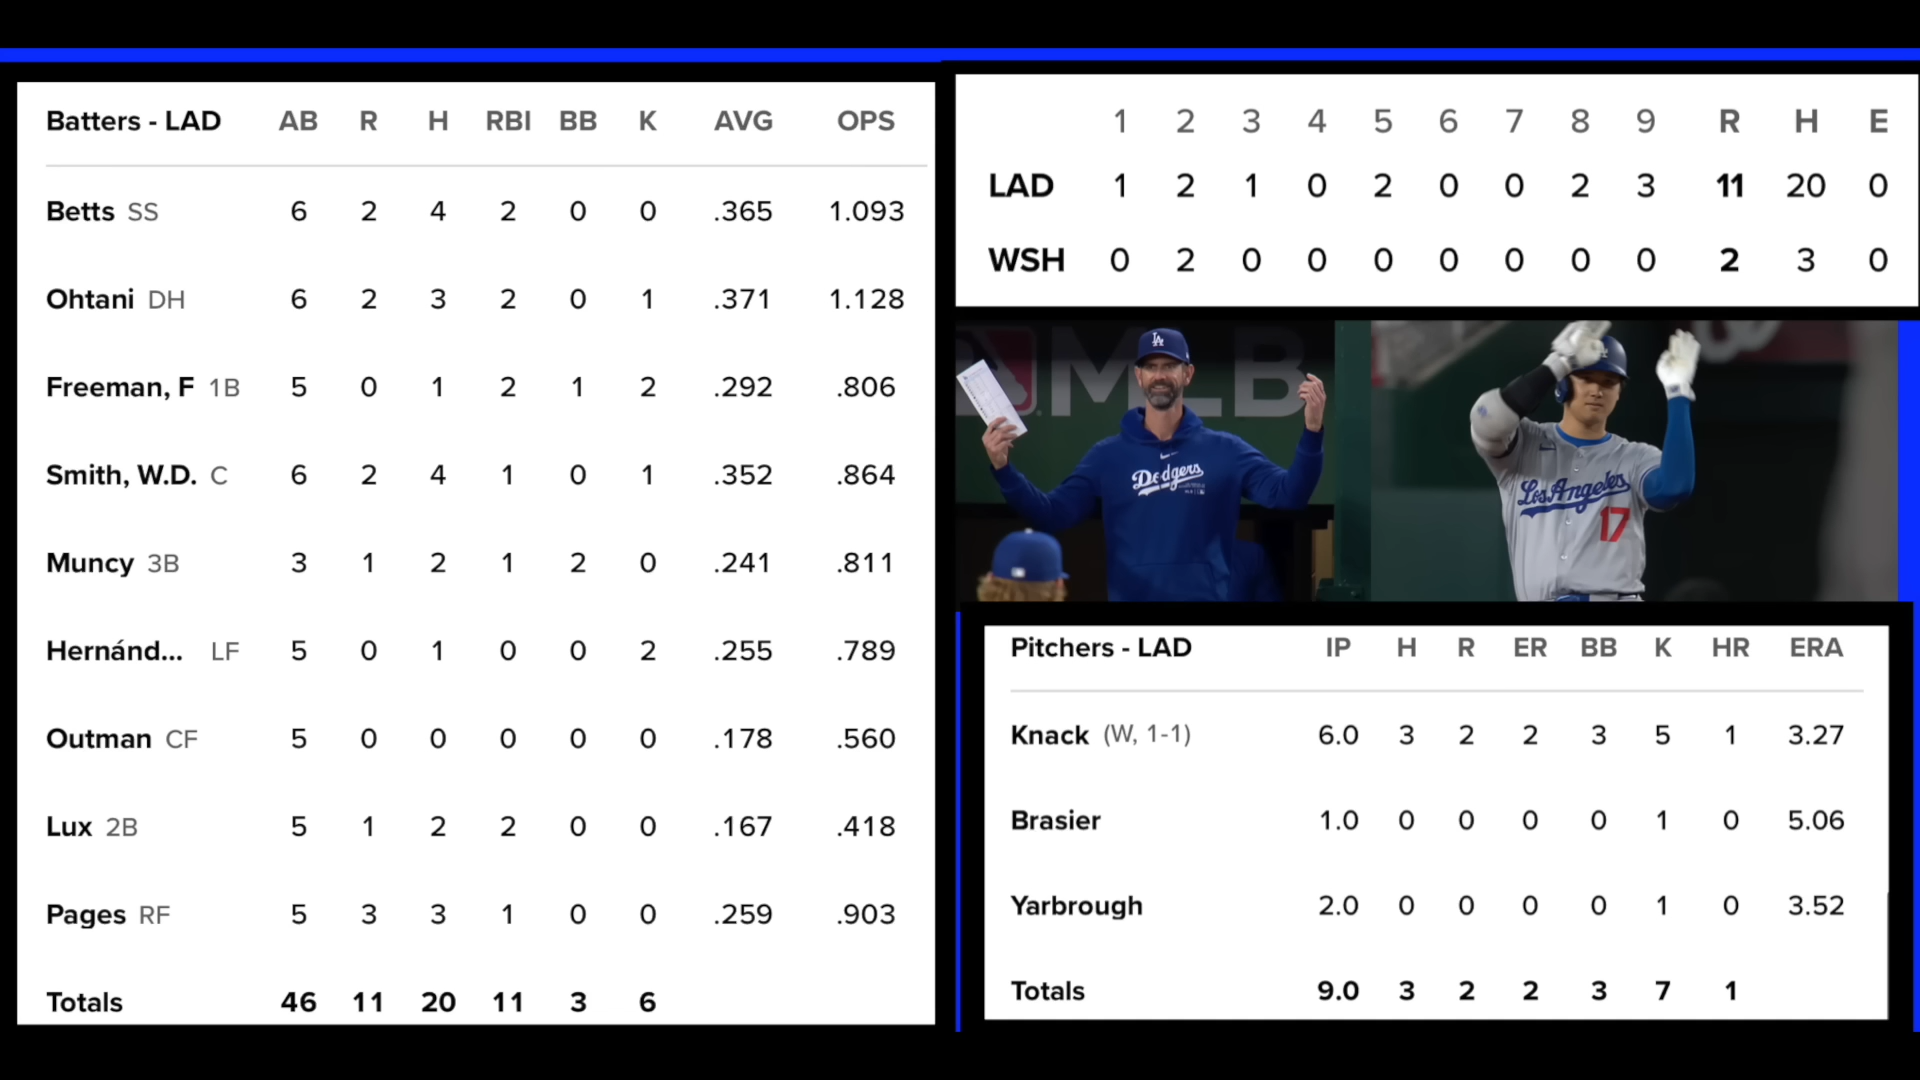 Batters - LAD AB R H RBI BB K AVG OPS
Betts SS 6 2 4 2 0 0 .365 1.093
Ohtani DH 6 2 3 2 0 1 .371 1.128
Freeman, F 1B 5 0 1 2 1 2 .292 .806
Smith, W.D. C 6 2 4 1 0 1 .352 .864
Muncy 3B 3 1 2 1 2 0 .241 .811
Hernánd... LF 5 0 1 0 0 2 .255 .789
Outman CF 5 0 0 0 0 0 .178 .560
Lux 2B 5 1 2 2 0 0 .167 .418
Pages RF 5 3 3 1 0 0 .259 .903
Totals 46 11 20 11 3 6
1 2 3 4 5 6 7 8 9 R H E
LAD 1 2 1 0 2 0 0 2 3 11 20 0
WSH 0 2 0 0 0 0 0 0 0 2 3 0
MLB
LA
Dodgers
Los Angeles
17
Pitchers - LAD IP H R ER BB K HR ERA
Knack (W, 1-1) 6.0 3 2 2 3 5 1 3.27
Brasier 1.0 0 0 0 0 1 0 5.06
Yarbrough 2.0 0 0 0 0 1 0 3.52
Totals 9.0 3 2 2 3 7 1